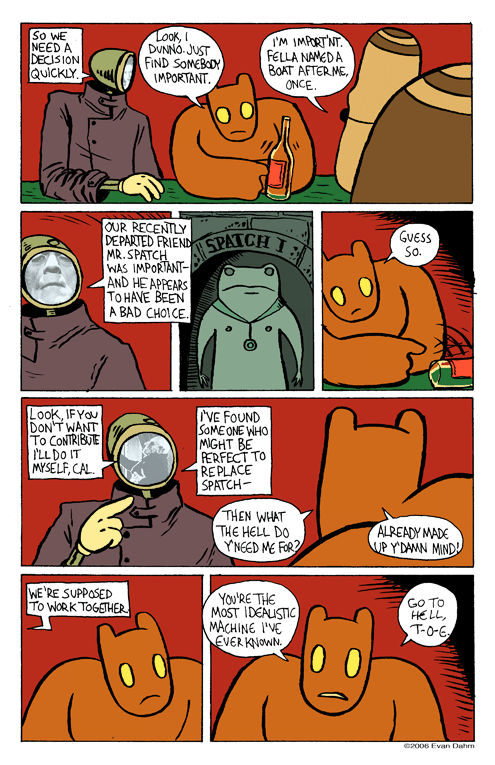 SO WE
NEED A
DECISION
QUICKLY.
LOOK, I
DUNNO. JUST
FIND SOMEBODY
IMPORTANT.
I'M IMPORT'NT.
FELLA NAMED A
BOAT AFTER ME,
ONCE.
OUR RECENTLY
DEPARTED FRIEND
MR. SPATCH
WAS IMPORTANT—
AND HE APPEARS
TO HAVE BEEN
A BAD CHOICE.
SPATCH I
GUESS
SO.
LOOK, IF YOU
DON'T WANT
TO CONTRIBUTE
I'LL DO IT
MYSELF, CAL.
I'VE FOUND
SOMEONE WHO
MIGHT BE
PERFECT TO
REPLACE
SPATCH—
THEN WHAT
THE HELL DO
Y'NEED ME FOR?
ALREADY MADE
UP Y'DAMN MIND!
WE'RE SUPPOSED
TO WORK TOGETHER.
YOU'RE THE
MOST IDEALISTIC
MACHINE I'VE
EVER KNOWN.
GO TO
HELL,
T-O-E.
©2006 Evan Dahm